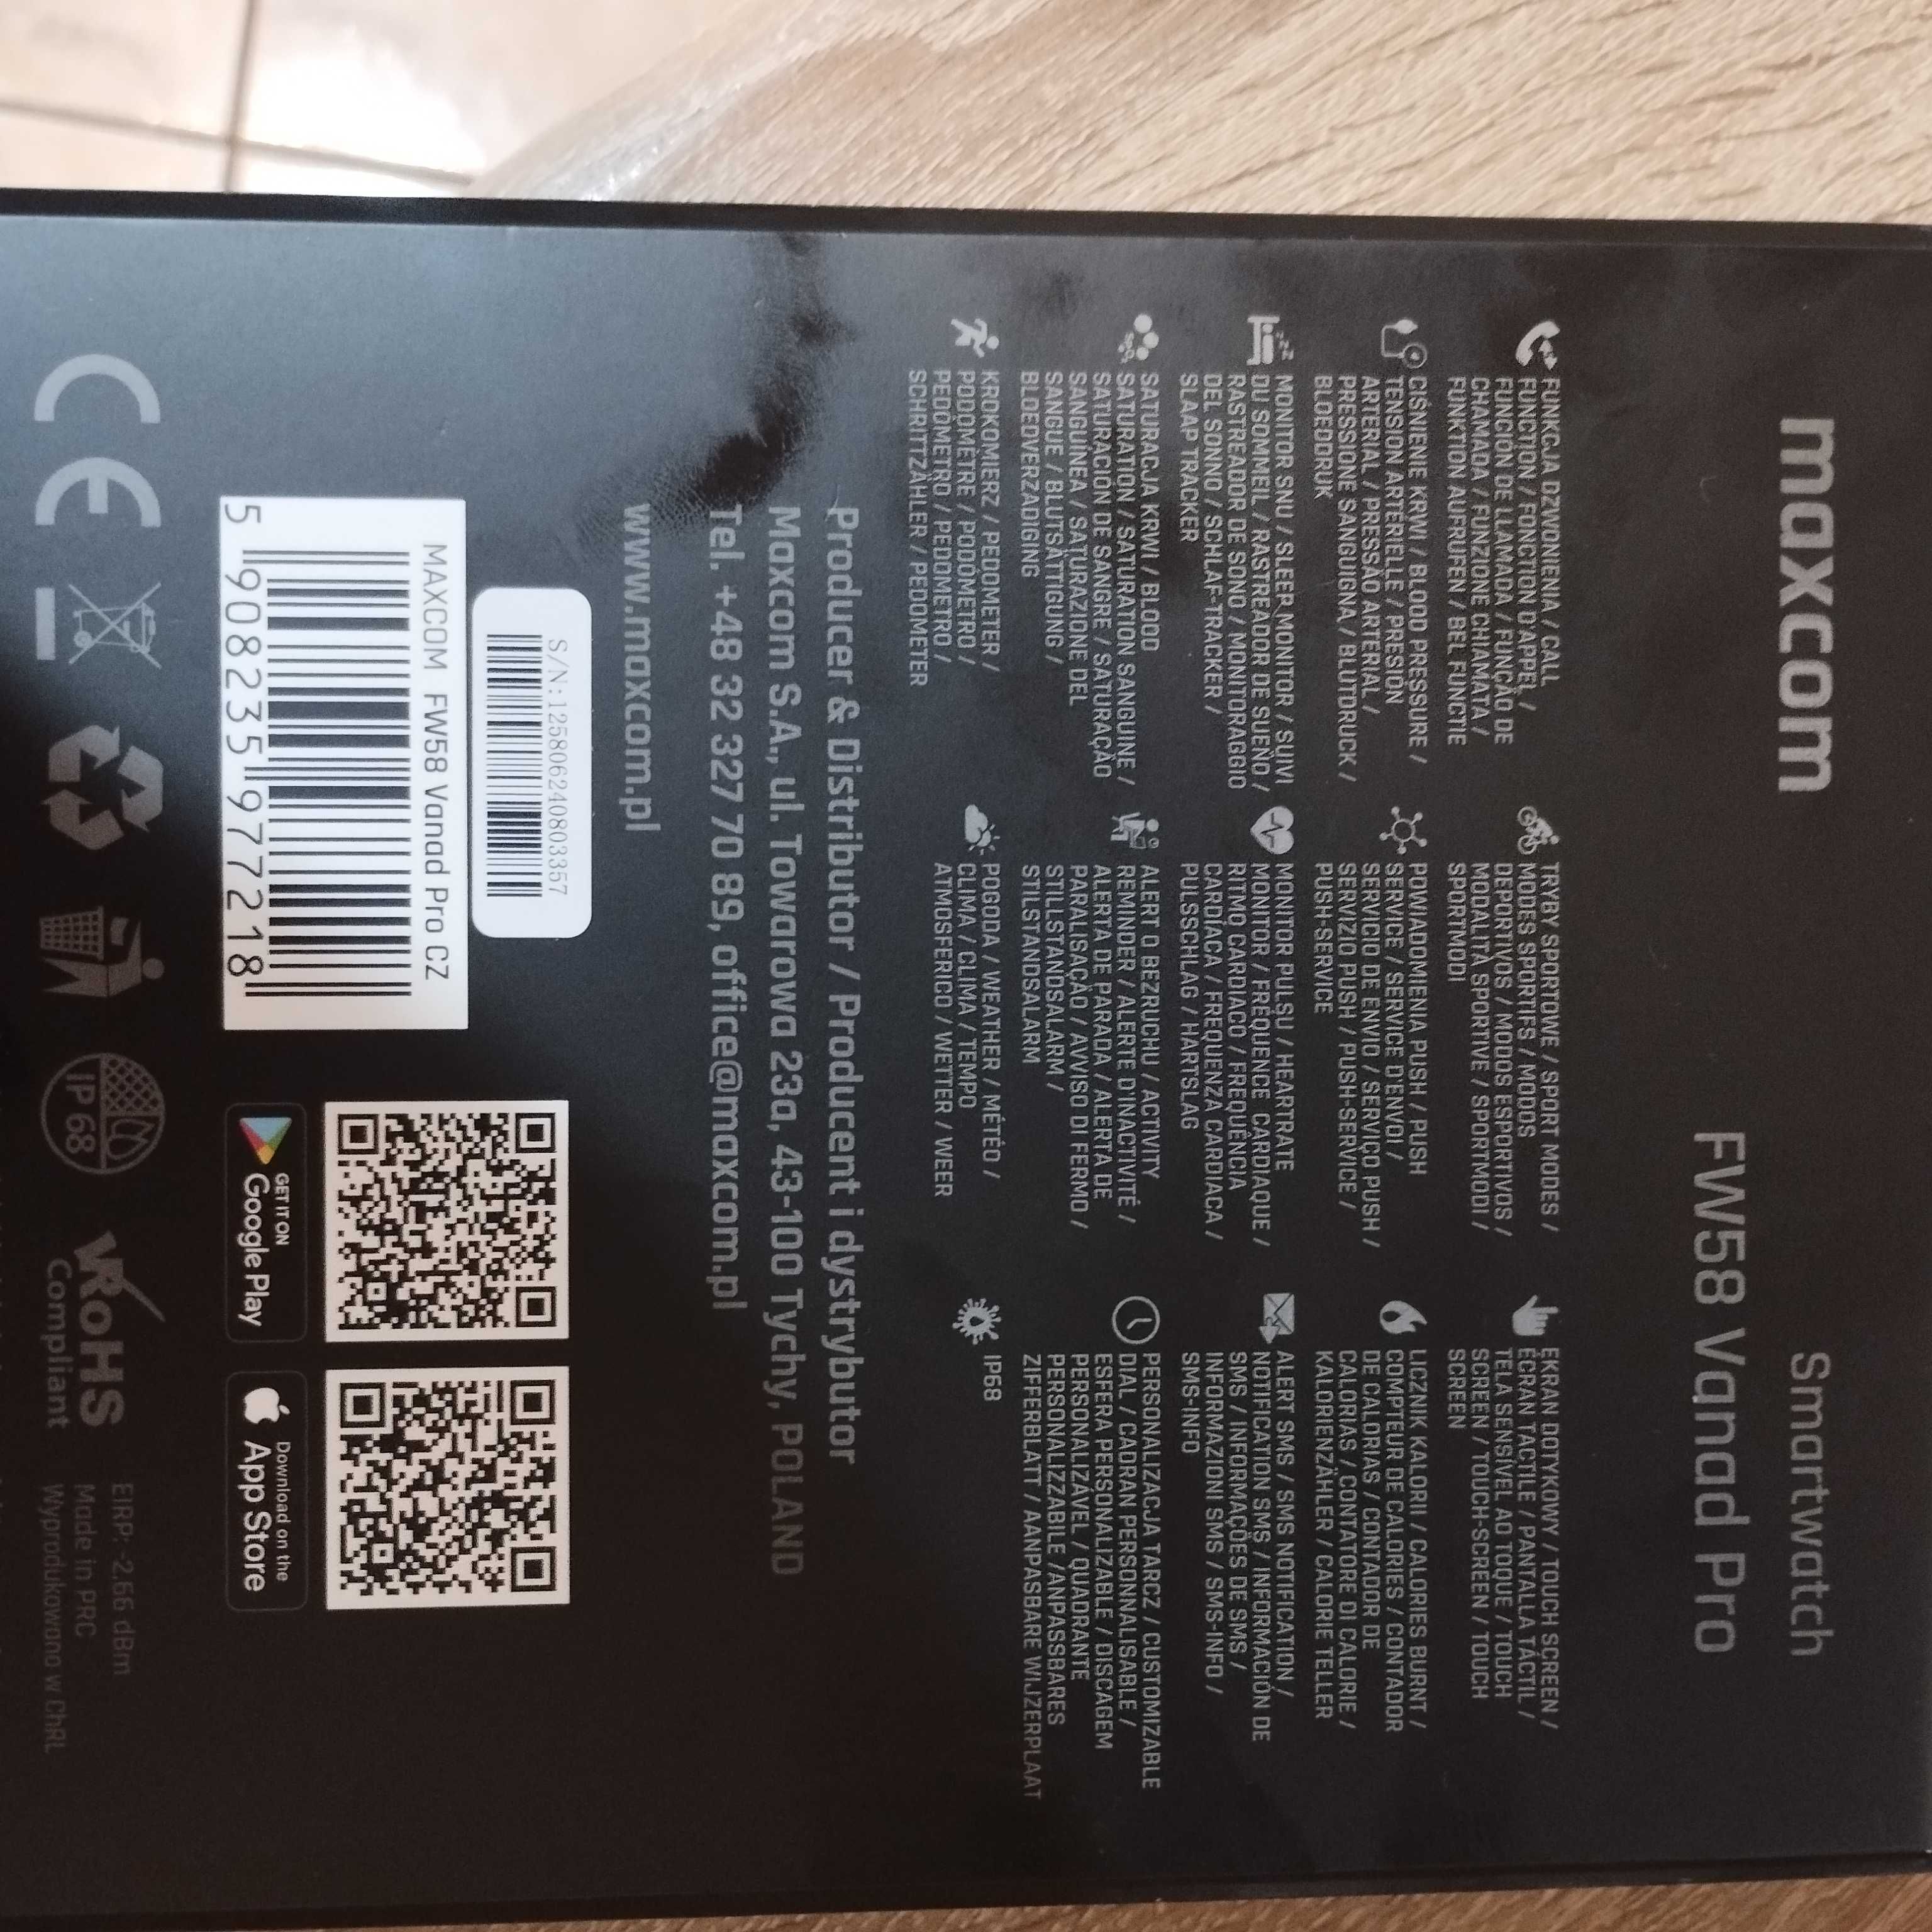 maxcom
Smartwatch
FW58 Vanad Pro
FUNKCJA DZWONIENIA / CALL
FUNCTION / FONCTION D'APPEL /
FUNCIÓN DE LLAMADA / FUNÇÃO DE
CHAMADA / FUNZIONE CHIAMATA /
FUNKTION AUFRUFEN / BEL FUNCTIE
TRYBY SPORTOWE / SPORT MODES /
MODES SPORTIFS / MODOS
DEPORTIVOS / MODOS ESPORTIVOS /
MODALITÀ SPORTIVE / SPORTMODI /
SPORTMODI
EKRAN DOTYKOWY / TOUCH SCREEN /
ÉCRAN TACTILE / PANTALLA TÁCTIL /
TELA SENSÍVEL AO TOQUE / TOUCH
SCREEN / TOUCH-SCREEN / TOUCH
SCREEN
CIŚNIENIE KRWI / BLOOD PRESSURE /
TENSION ARTÉRIELLE / PRESIÓN
ARTERIAL / PRESSÃO ARTERIAL /
PRESSIONE SANGUIGNA / BLUTDRUCK /
BLOEDDRUK
POWIADOMIENIA PUSH / PUSH
SERVICE / SERVICE D'ENVOI /
SERVICIO DE ENVÍO / SERVIÇO PUSH /
SERVIZIO PUSH / PUSH-SERVICE /
PUSH-SERVICE
LICZNIK KALORII / CALORIES BURNT /
COMPTEUR DE CALORIES / CONTADOR
DE CALORÍAS / CONTADOR DE
CALORIAS / CONTATORE DI CALORIE /
KALORIENZÄHLER / CALORIE TELLER
MONITOR SNU / SLEEP MONITOR / SUIVI
DU SOMMEIL / RASTREADOR DE SUEÑO /
RASTREADOR DE SONO / MONITORAGGIO
DEL SONNO / SCHLAF-TRACKER /
SLAAP TRACKER
MONITOR PULSU / HEARTRATE
MONITOR / FRÉQUENCE CARDIAQUE /
RITMO CARDÍACO / FREQUÊNCIA
CARDÍACA / FREQUENZA CARDIACA /
PULSSCHLAG / HARTSLAG
ALERT SMS / SMS NOTIFICATION /
NOTIFICATION SMS / INFORMACIÓN DE
SMS / INFORMAÇÕES DE SMS /
INFORMAZIONI SMS / SMS-INFO /
SMS-INFO
SpO₂
SATURACJA KRWI / BLOOD
SATURATION / SATURATION SANGUINE /
SATURACIÓN DE SANGRE / SATURAÇÃO
SANGUÍNEA / SATURAZIONE DEL
SANGUE / BLUTSÄTTIGUNG /
BLOEDVERZADIGING
ALERT O BEZRUCHU / ACTIVITY
REMINDER / ALERTE D'INACTIVITÉ /
ALERTA DE PARADA / ALERTA DE
PARALISAÇÃO / AVVISO DI FERMO /
STILLSTANDSALARM /
STILSTANDSALARM
PERSONALIZACJA TARCZ / CUSTOMIZABLE
DIAL / CADRAN PERSONNALISABLE /
ESFERA PERSONALIZABLE / DISCAGEM
PERSONALIZÁVEL / QUADRANTE
PERSONALIZZABILE / ANPASSBARES
ZIFFERBLATT / AANPASBARE WIJZERPLAAT
KROKOMIERZ / PEDOMETER /
PODOMÈTRE / PODÓMETRO /
PEDÔMETRO / PEDOMETRO /
SCHRITTZÄHLER / PEDOMETER
POGODA / WEATHER / MÉTÉO /
CLIMA / CLIMA / TEMPO
ATMOSFERICO / WETTER / WEER
IP68
Producer & Distributor / Producent i dystrybutor
Maxcom S.A., ul. Towarowa 23a, 43-100 Tychy, POLAND
Tel. +48 32 327 70 89, office@maxcom.pl
www.maxcom.pl
S/N:1258062408033​57
MAXCOM FW58 Vanad Pro CZ
5 908235 977218
GET IT ON
Google Play
Download on the
App Store
CE
IP 68
RoHS
Compliant
EIRP: -2.66 dBm
Made in PRC
Wyprodukowano w ChRL